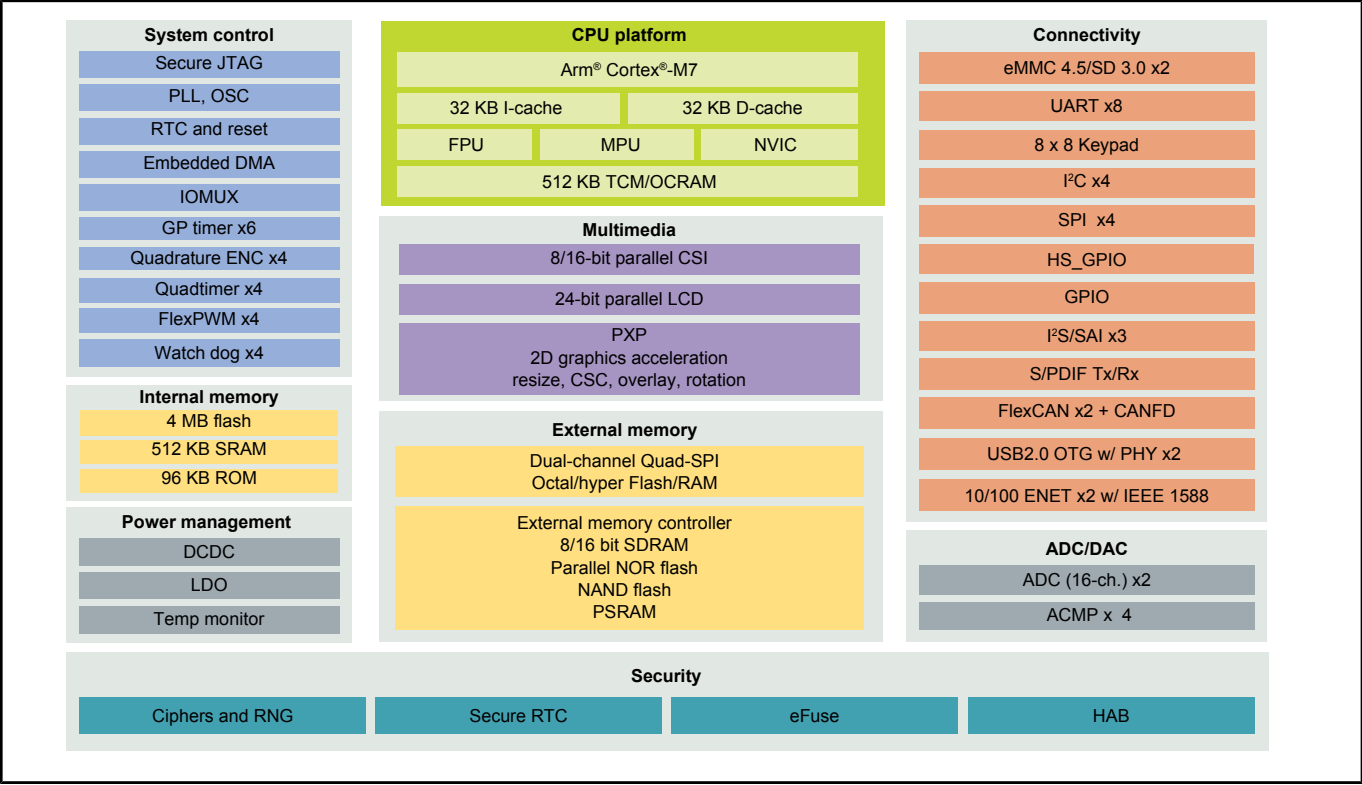 System control
Secure JTAG
PLL, OSC
RTC and reset
Embedded DMA
IOMUX
GP timer x6
Quadrature ENC x4
Quadtimer x4
FlexPWM x4
Watch dog x4
Internal memory
4 MB flash
512 KB SRAM
96 KB ROM
Power management
DCDC
LDO
Temp monitor
CPU platform
Arm® Cortex®-M7
32 KB I-cache
32 KB D-cache
FPU
MPU
NVIC
512 KB TCM/OCRAM
Multimedia
8/16-bit parallel CSI
24-bit parallel LCD
PXP
2D graphics acceleration
resize, CSC, overlay, rotation
External memory
Dual-channel Quad-SPI
Octal/hyper Flash/RAM
External memory controller
8/16 bit SDRAM
Parallel NOR flash
NAND flash
PSRAM
Connectivity
eMMC 4.5/SD 3.0 x2
UART x8
8 x 8 Keypad
I²C x4
SPI x4
HS_GPIO
GPIO
I²S/SAI x3
S/PDIF Tx/Rx
FlexCAN x2 + CANFD
USB2.0 OTG w/ PHY x2
10/100 ENET x2 w/ IEEE 1588
ADC/DAC
ADC (16-ch.) x2
ACMP x 4
Security
Ciphers and RNG
Secure RTC
eFuse
HAB